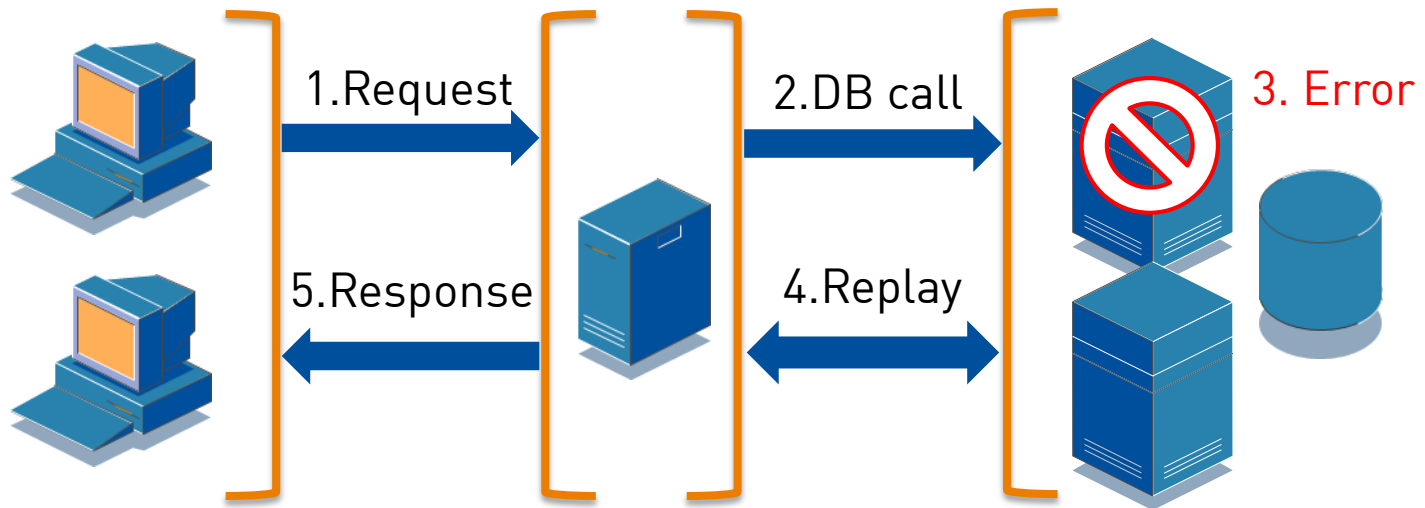 1.Request
2.DB call
3. Error
5.Response
4.Replay